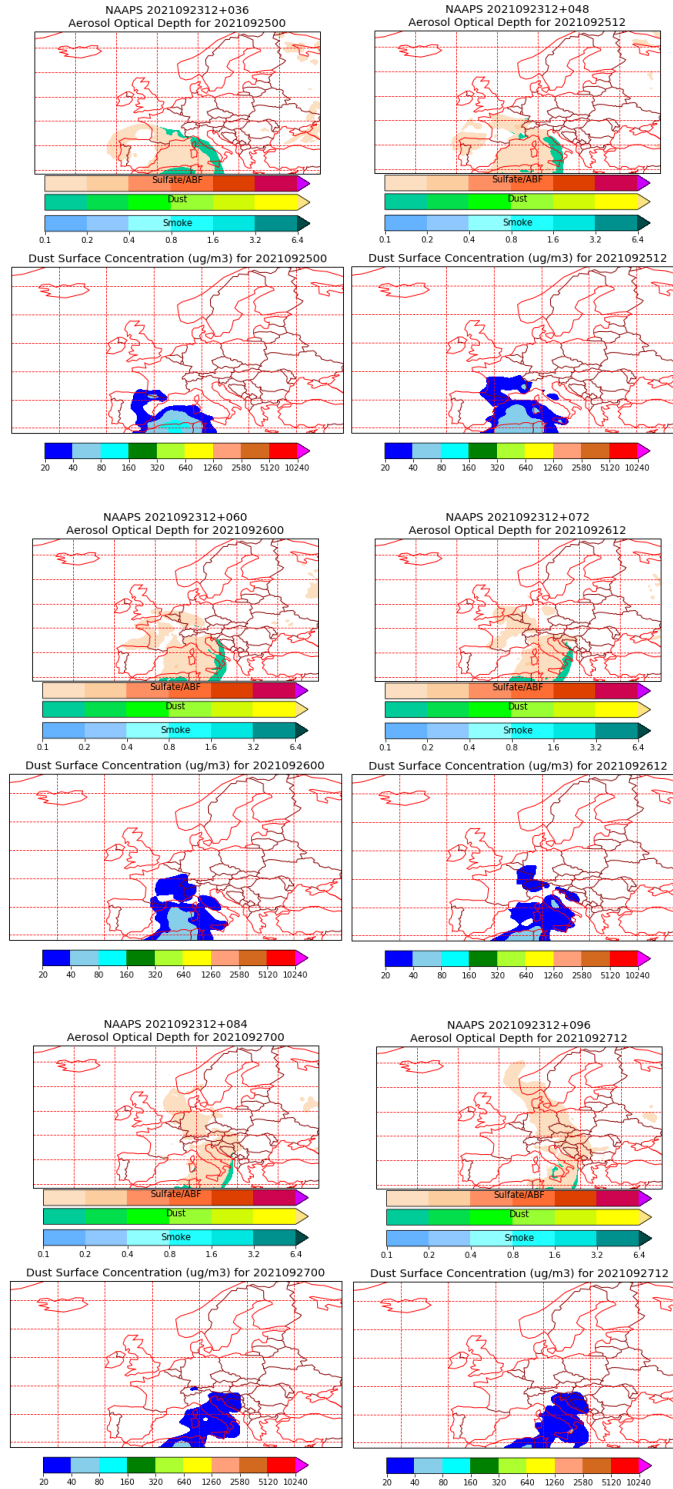 NAAPS 2021092312+036
Aerosol Optical Depth for 2021092500
Sulfate/ABF
Dust
Smoke
0.1 0.2 0.4 0.8 1.6 3.2 6.4
Dust Surface Concentration (ug/m3) for 2021092500
20 40 80 160 320 640 1260 2580 5120 10240
NAAPS 2021092312+048
Aerosol Optical Depth for 2021092512
Sulfate/ABF
Dust
Smoke
0.1 0.2 0.4 0.8 1.6 3.2 6.4
Dust Surface Concentration (ug/m3) for 2021092512
20 40 80 160 320 640 1260 2580 5120 10240
NAAPS 2021092312+060
Aerosol Optical Depth for 2021092600
Sulfate/ABF
Dust
Smoke
0.1 0.2 0.4 0.8 1.6 3.2 6.4
Dust Surface Concentration (ug/m3) for 2021092600
20 40 80 160 320 640 1260 2580 5120 10240
NAAPS 2021092312+072
Aerosol Optical Depth for 2021092612
Sulfate/ABF
Dust
Smoke
0.1 0.2 0.4 0.8 1.6 3.2 6.4
Dust Surface Concentration (ug/m3) for 2021092612
20 40 80 160 320 640 1260 2580 5120 10240
NAAPS 2021092312+084
Aerosol Optical Depth for 2021092700
Sulfate/ABF
Dust
Smoke
0.1 0.2 0.4 0.8 1.6 3.2 6.4
Dust Surface Concentration (ug/m3) for 2021092700
20 40 80 160 320 640 1260 2580 5120 10240
NAAPS 2021092312+096
Aerosol Optical Depth for 2021092712
Sulfate/ABF
Dust
Smoke
0.1 0.2 0.4 0.8 1.6 3.2 6.4
Dust Surface Concentration (ug/m3) for 2021092712
20 40 80 160 320 640 1260 2580 5120 10240